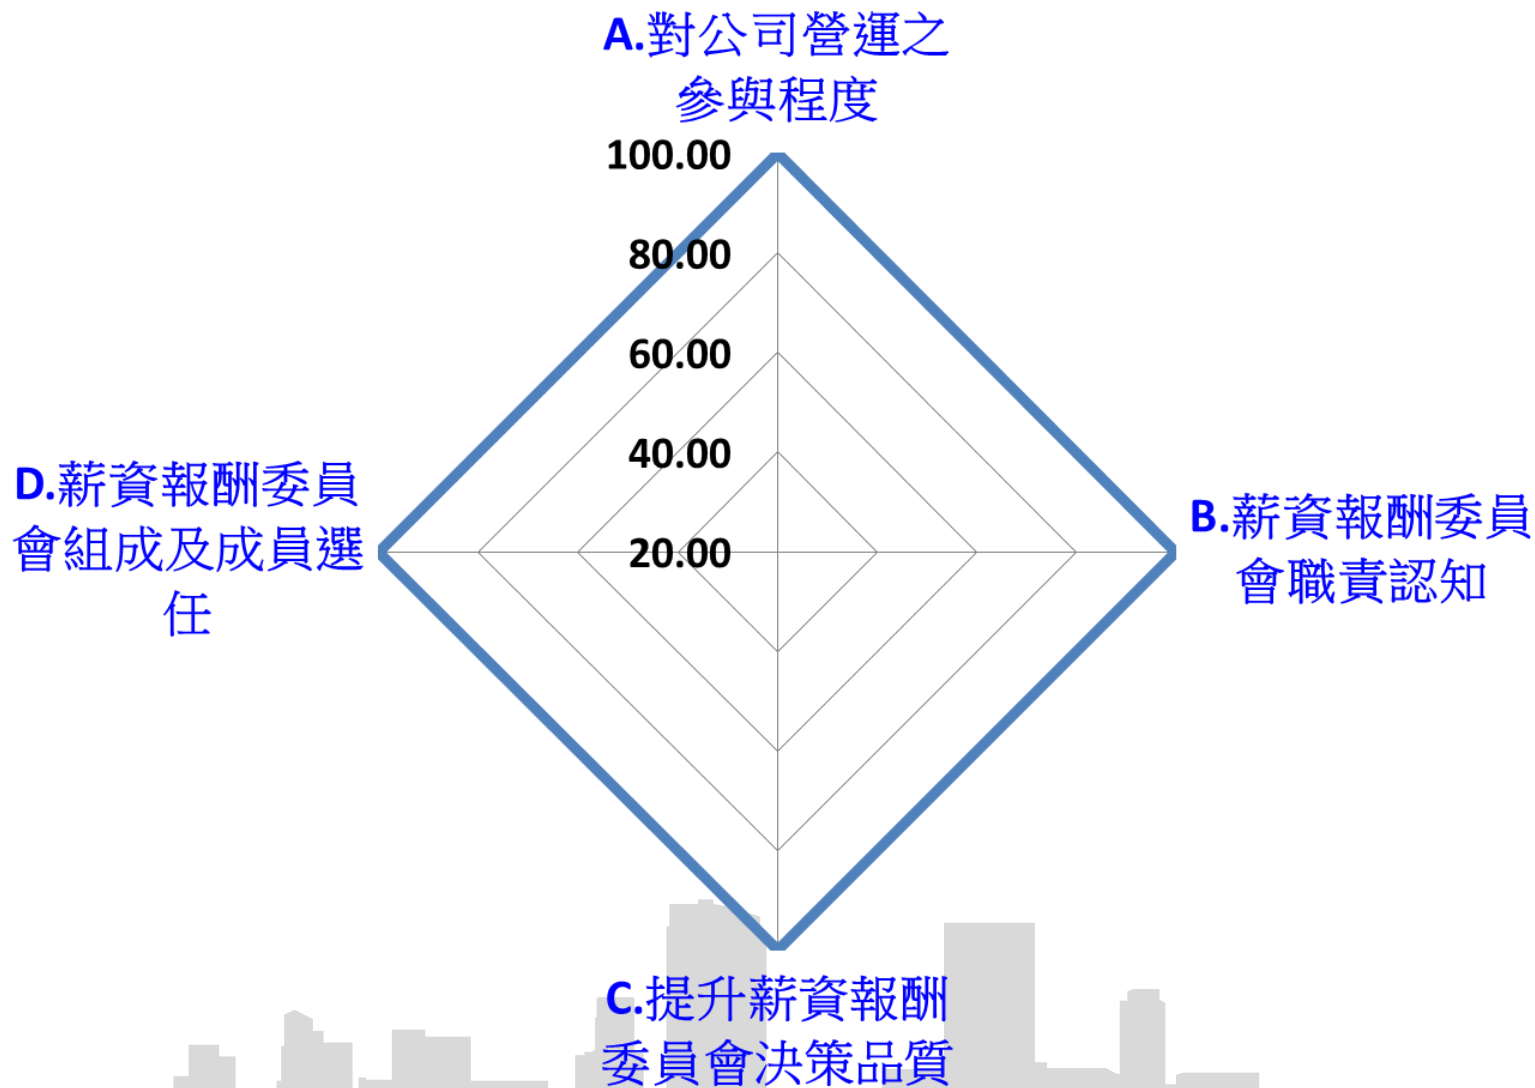 A.對公司營運之
參與程度
100.00
80.00
60.00
40.00
20.00
B.薪資報酬委員
會職責認知
C.提升薪資報酬
委員會決策品質
D.薪資報酬委員
會組成及成員選
任